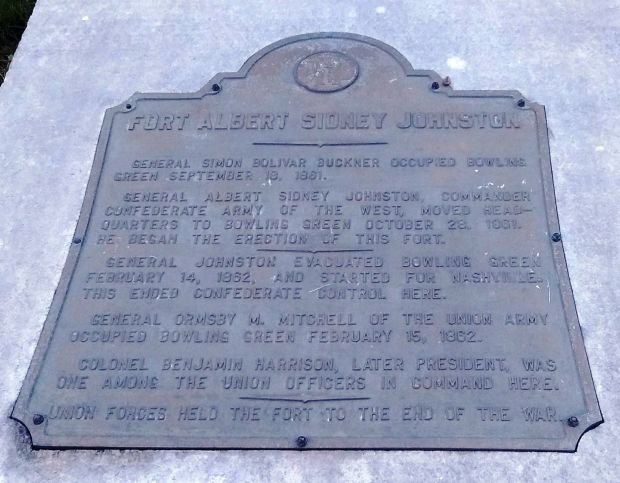 FORT ALBERT SIDNEY JOHNSTON
GENERAL SIMON BOLIVAR BUCKNER OCCUPIED BOWLING
GREEN SEPTEMBER 18, 1861.
GENERAL ALBERT SIDNEY JOHNSTON, COMMANDER
CONFEDERATE ARMY OF THE WEST, MOVED HEAD-
QUARTERS TO BOWLING GREEN OCTOBER 28, 1861.
HE BEGAN THE ERECTION OF THIS FORT.
GENERAL JOHNSTON EVACUATED BOWLING GREEN
FEBRUARY 14, 1862, AND STARTED FOR NASHVILLE.
THIS ENDED CONFEDERATE CONTROL HERE.
GENERAL ORMSBY M. MITCHELL OF THE UNION ARMY
OCCUPIED BOWLING GREEN FEBRUARY 15, 1862.
COLONEL BENJAMIN HARRISON, LATER PRESIDENT, WAS
ONE AMONG THE UNION OFFICERS IN COMMAND HERE.
UNION FORCES HELD THE FORT TO THE END OF THE WAR.